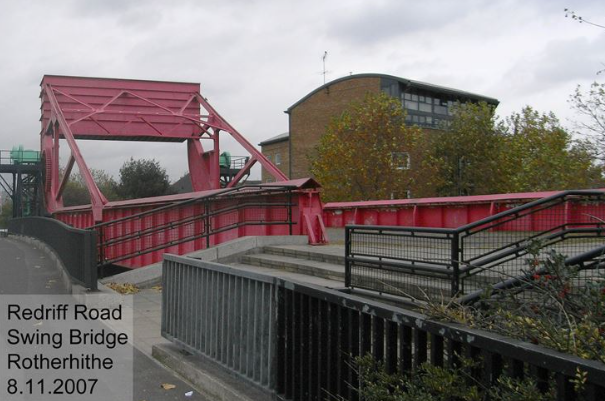 Redriff Road
Swing Bridge
Rotherhithe
8.11.2007